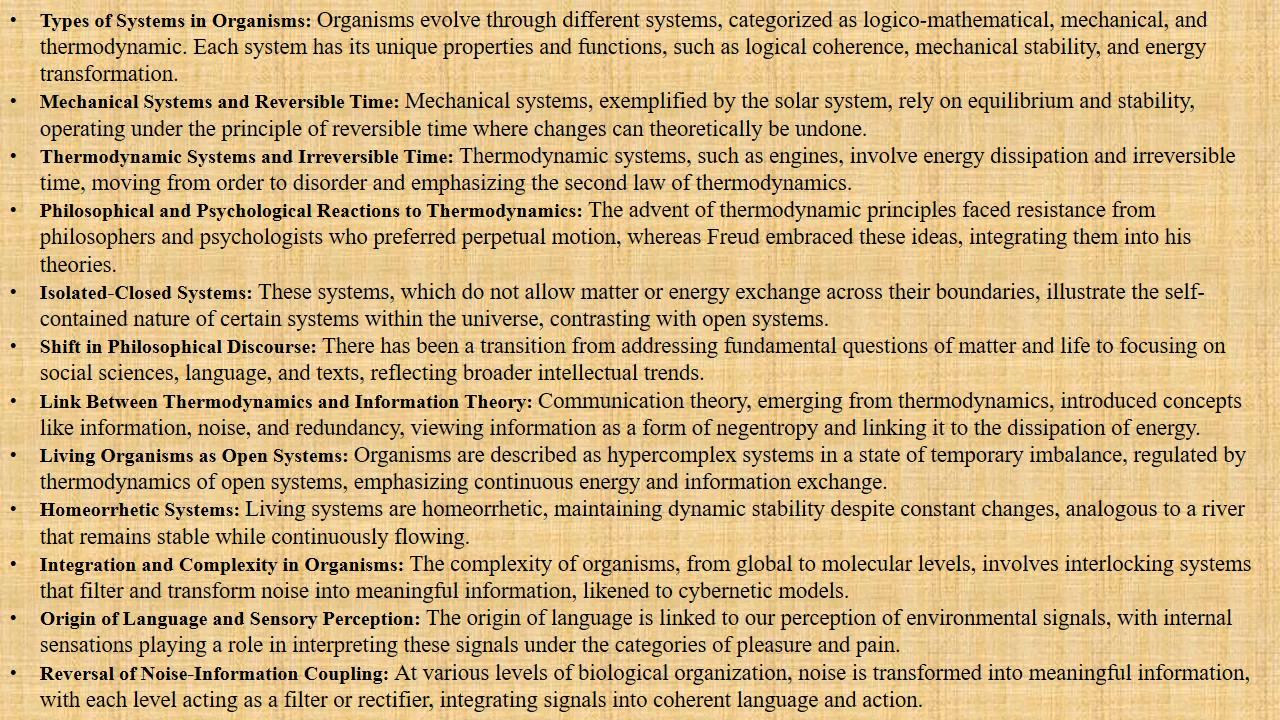 • Types of Systems in Organisms: Organisms evolve through different systems, categorized as logico-mathematical, mechanical, and
thermodynamic. Each system has its unique properties and functions, such as logical coherence, mechanical stability, and energy
transformation.
• Mechanical Systems and Reversible Time: Mechanical systems, exemplified by the solar system, rely on equilibrium and stability,
operating under the principle of reversible time where changes can theoretically be undone.
• Thermodynamic Systems and Irreversible Time: Thermodynamic systems, such as engines, involve energy dissipation and irreversible
time, moving from order to disorder and emphasizing the second law of thermodynamics.
• Philosophical and Psychological Reactions to Thermodynamics: The advent of thermodynamic principles faced resistance from
philosophers and psychologists who preferred perpetual motion, whereas Freud embraced these ideas, integrating them into his
theories.
• Isolated-Closed Systems: These systems, which do not allow matter or energy exchange across their boundaries, illustrate the self-
contained nature of certain systems within the universe, contrasting with open systems.
• Shift in Philosophical Discourse: There has been a transition from addressing fundamental questions of matter and life to focusing on
social sciences, language, and texts, reflecting broader intellectual trends.
• Link Between Thermodynamics and Information Theory: Communication theory, emerging from thermodynamics, introduced concepts
like information, noise, and redundancy, viewing information as a form of negentropy and linking it to the dissipation of energy.
• Living Organisms as Open Systems: Organisms are described as hypercomplex systems in a state of temporary imbalance, regulated by
thermodynamics of open systems, emphasizing continuous energy and information exchange.
• Homeorrhetic Systems: Living systems are homeorrhetic, maintaining dynamic stability despite constant changes, analogous to a river
that remains stable while continuously flowing.
• Integration and Complexity in Organisms: The complexity of organisms, from global to molecular levels, involves interlocking systems
that filter and transform noise into meaningful information, likened to cybernetic models.
• Origin of Language and Sensory Perception: The origin of language is linked to our perception of environmental signals, with internal
sensations playing a role in interpreting these signals under the categories of pleasure and pain.
• Reversal of Noise-Information Coupling: At various levels of biological organization, noise is transformed into meaningful information,
with each level acting as a filter or rectifier, integrating signals into coherent language and action.